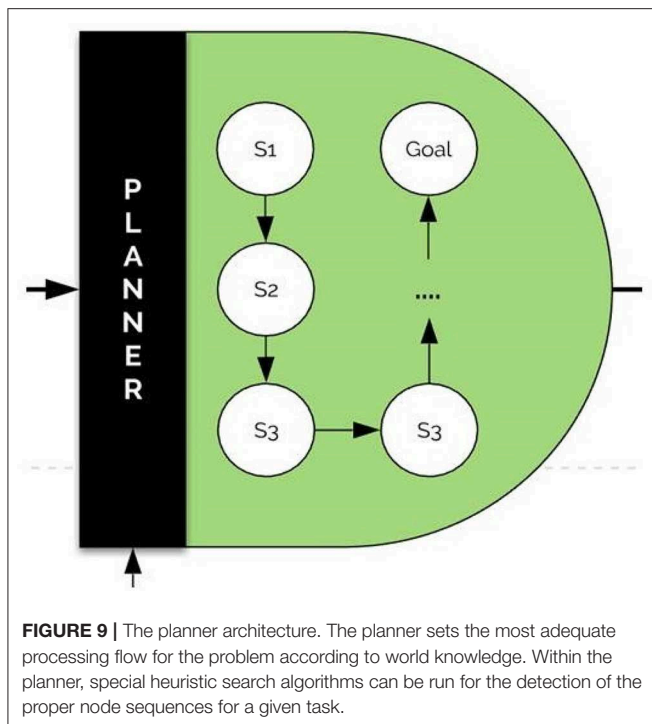 PLANNER
S1
Goal
S2
....
S3
S3
FIGURE 9 | The planner architecture. The planner sets the most adequate
processing flow for the problem according to world knowledge. Within the
planner, special heuristic search algorithms can be run for the detection of the
proper node sequences for a given task.